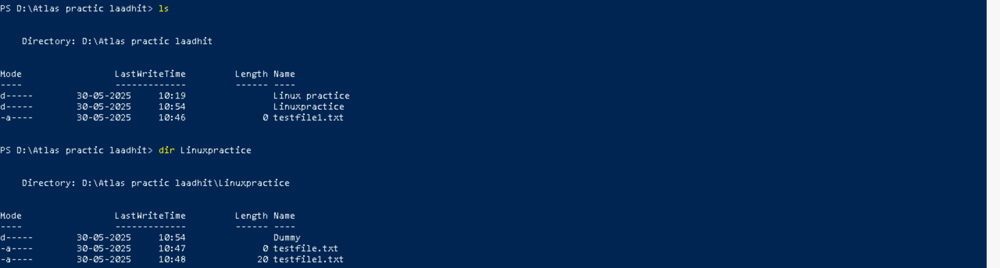 PS D:\Atlas practic laadhit> ls
Directory: D:\Atlas practic laadhit
Mode LastWriteTime Length Name
---- ------------- ------ ----
d----- 30-05-2025 10:19 Linux practice
d----- 30-05-2025 10:54 Linuxpractice
-a---- 30-05-2025 10:46 0 testfile1.txt
PS D:\Atlas practic laadhit> dir Linuxpractice
Directory: D:\Atlas practic laadhit\Linuxpractice
Mode LastWriteTime Length Name
---- ------------- ------ ----
d----- 30-05-2025 10:54 Dummy
-a---- 30-05-2025 10:47 0 testfile.txt
-a---- 30-05-2025 10:48 20 testfile1.txt